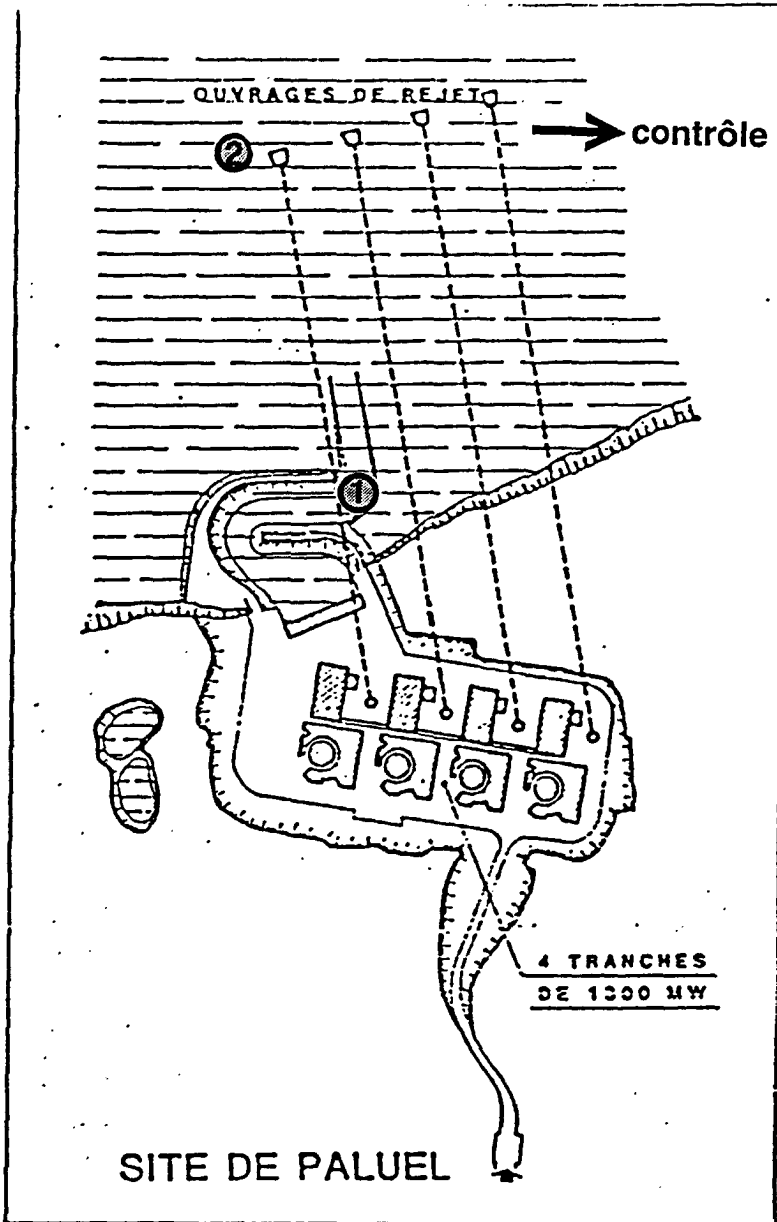 OUVRAGES DE REJET
contrôle
2
1
4 TRANCHES
DE 1300 MW
SITE DE PALUEL